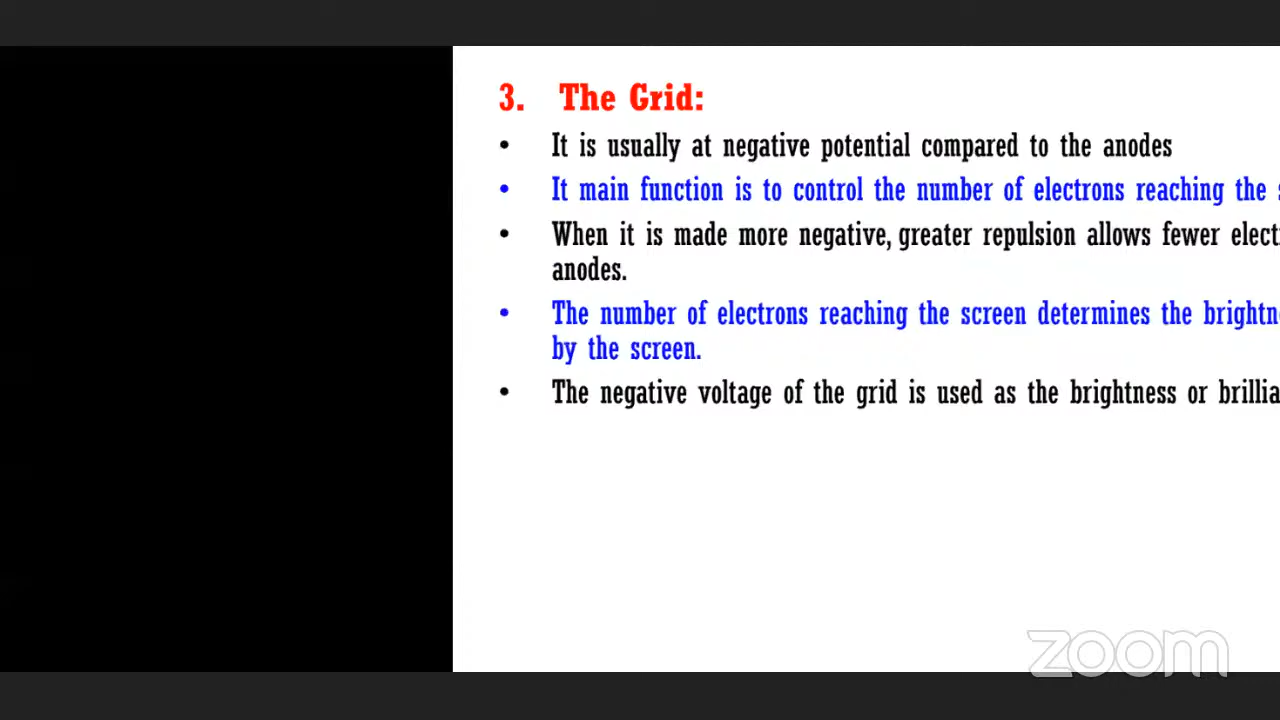 3. The Grid:
• It is usually at negative potential compared to the anodes
• It main function is to control the number of electrons reaching the
• When it is made more negative, greater repulsion allows fewer
anodes.
• The number of electrons reaching the screen determines the
by the screen.
• The negative voltage of the grid is used as the brightness or
zoom